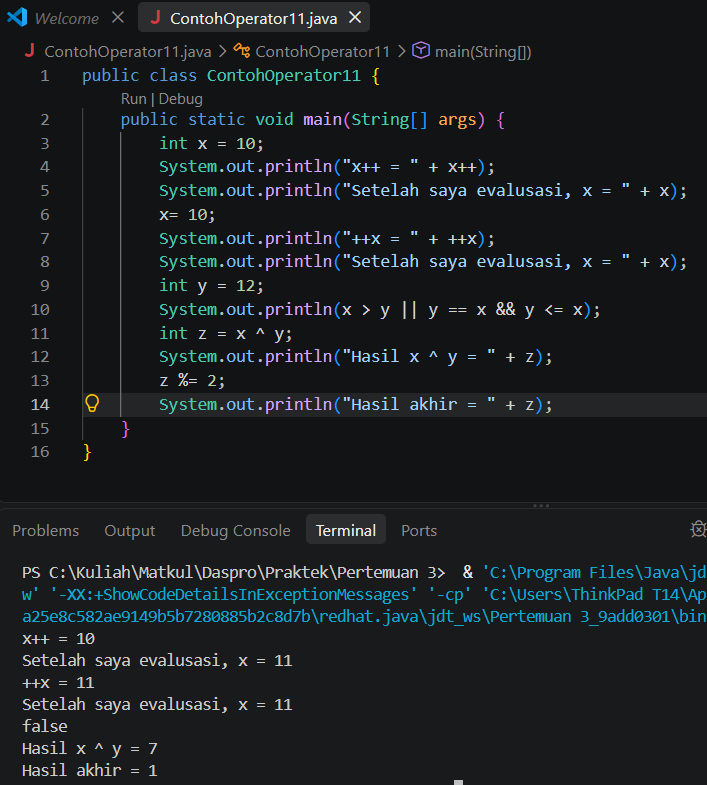 Welcome ContohOperator11.java
ContohOperator11.java > ContohOperator11 > main(String[])
1 public class ContohOperator11 {
Run | Debug
2 public static void main(String[] args) {
3 int x = 10;
4 System.out.println("x++ = " + x++);
5 System.out.println("Setelah saya evalusasi, x = " + x);
6 x= 10;
7 System.out.println("++x = " + ++x);
8 System.out.println("Setelah saya evalusasi, x = " + x);
9 int y = 12;
10 System.out.println(x > y || y == x && y <= x);
11 int z = x ^ y;
12 System.out.println("Hasil x ^ y = " + z);
13 z %= 2;
14 System.out.println("Hasil akhir = " + z);
15 }
16 }
Problems Output Debug Console Terminal Ports
PS C:\Kuliah\Matkul\Daspro\Praktek\Pertemuan 3> & 'C:\Program Files\Java\jd
w' '-XX:+ShowCodeDetailsInExceptionMessages' '-cp' 'C:\Users\ThinkPad T14\Ap
a25e8c582ae9149b5b7280885b2c8d7b\redhat.java\jdt_ws\Pertemuan 3_9add0301\bin
x++ = 10
Setelah saya evalusasi, x = 11
++x = 11
Setelah saya evalusasi, x = 11
false
Hasil x ^ y = 7
Hasil akhir = 1